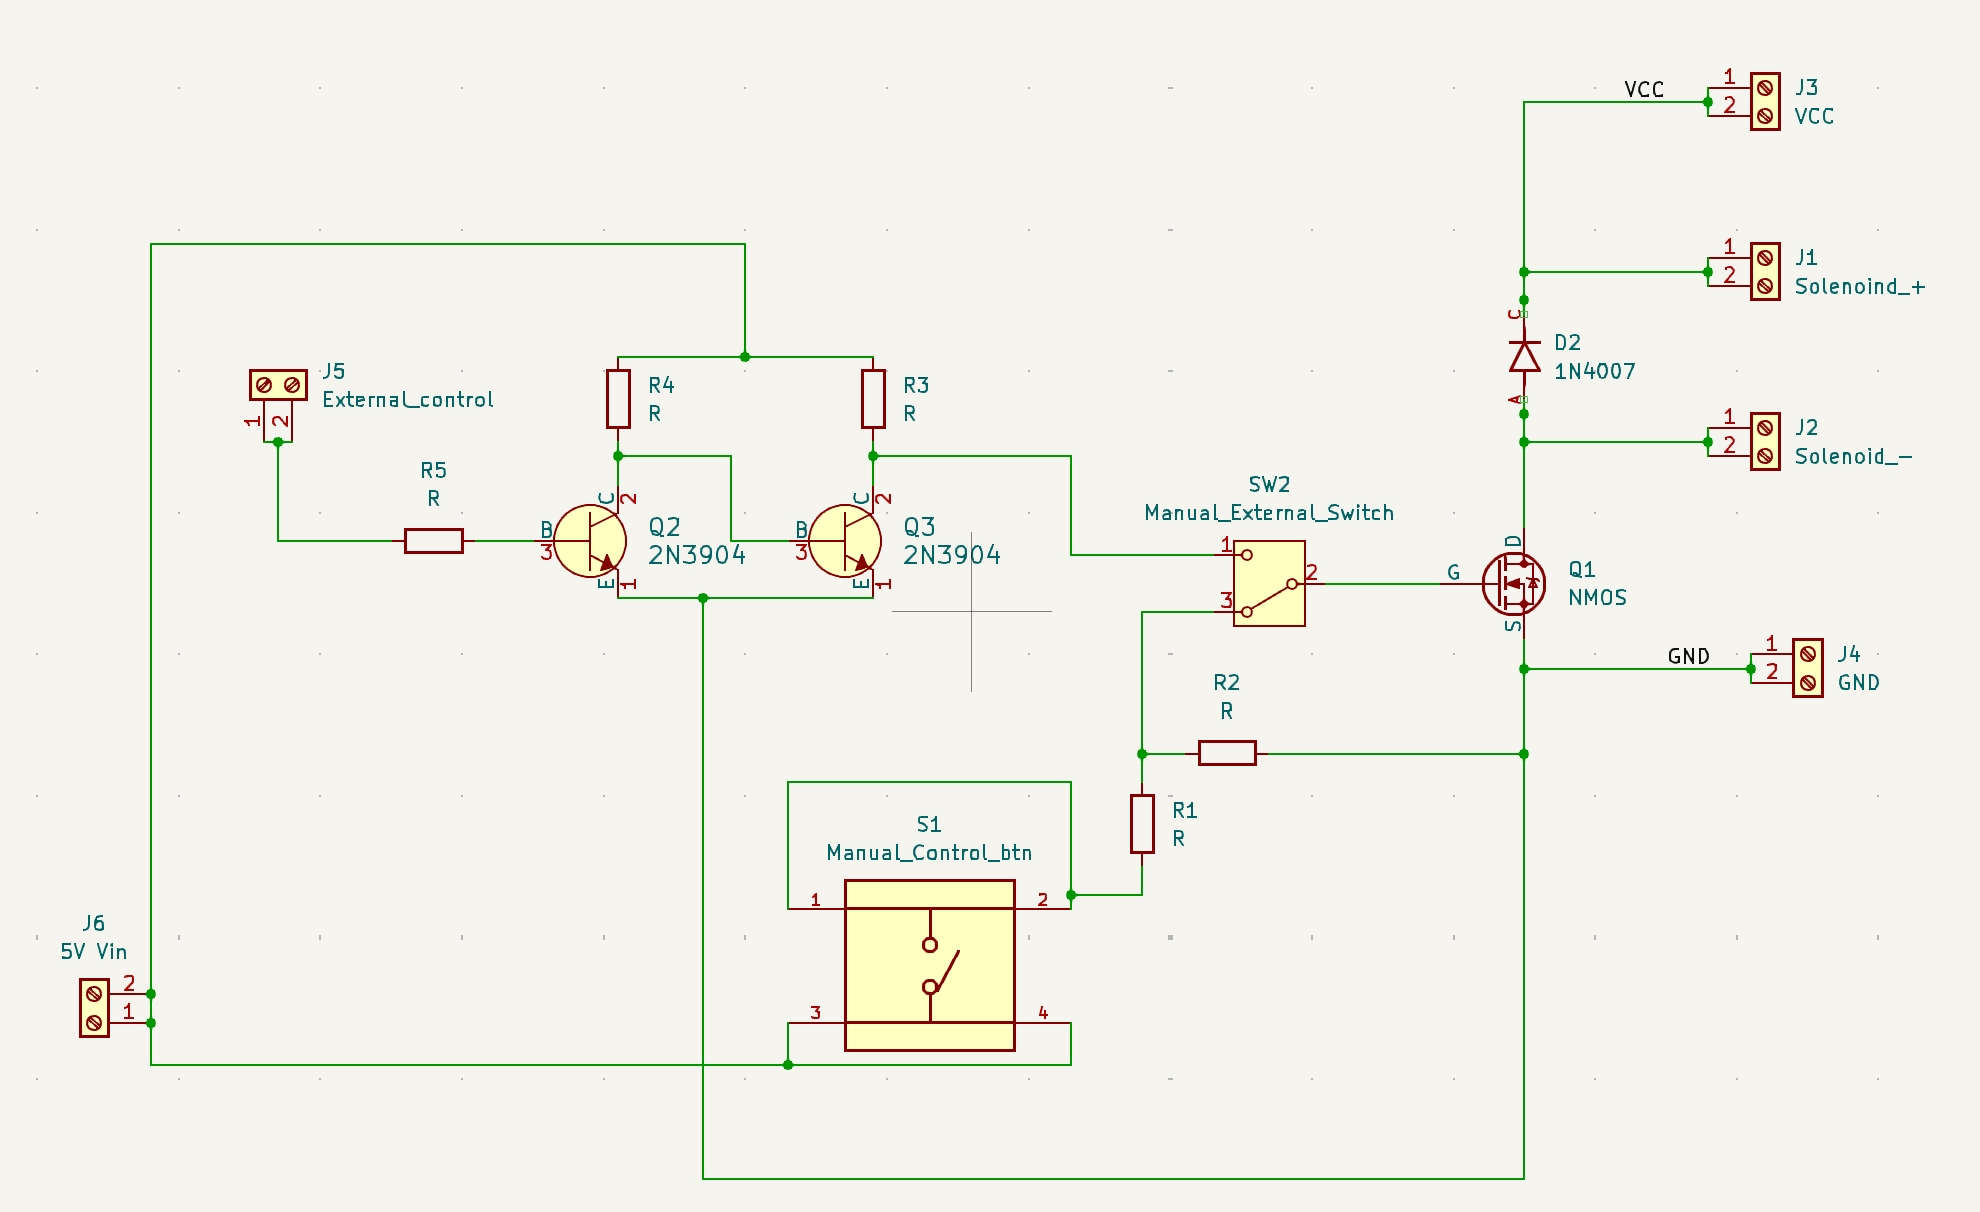 VCC
1
2
J3
VCC
1
2
J1
Solenoind_+
C
D2
1N4007
A
1
2
J2
Solenoid_-
J5
External_control
1
2
R4
R
R3
R
R5
R
B
3
C
2
E
1
Q2
2N3904
B
3
C
2
E
1
Q3
2N3904
SW2
Manual_External_Switch
1
2
3
G
D
S
Q1
NMOS
GND
1
2
J4
GND
R2
R
R1
R
S1
Manual_Control_btn
1
2
3
4
J6
5V Vin
2
1